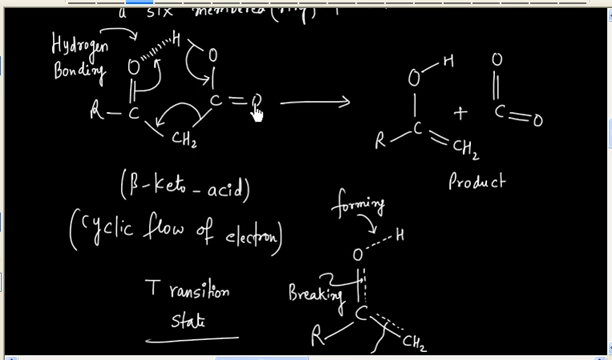 a six membered ring
Hydrogen
Bonding
H
O
O
R C C = O
CH2
O H
C
R CH2
+
O
C
O
Product
(β-keto-acid)
(Cyclic flow of electron)
Transition
State
forming
O H
Breaking
C
R CH2